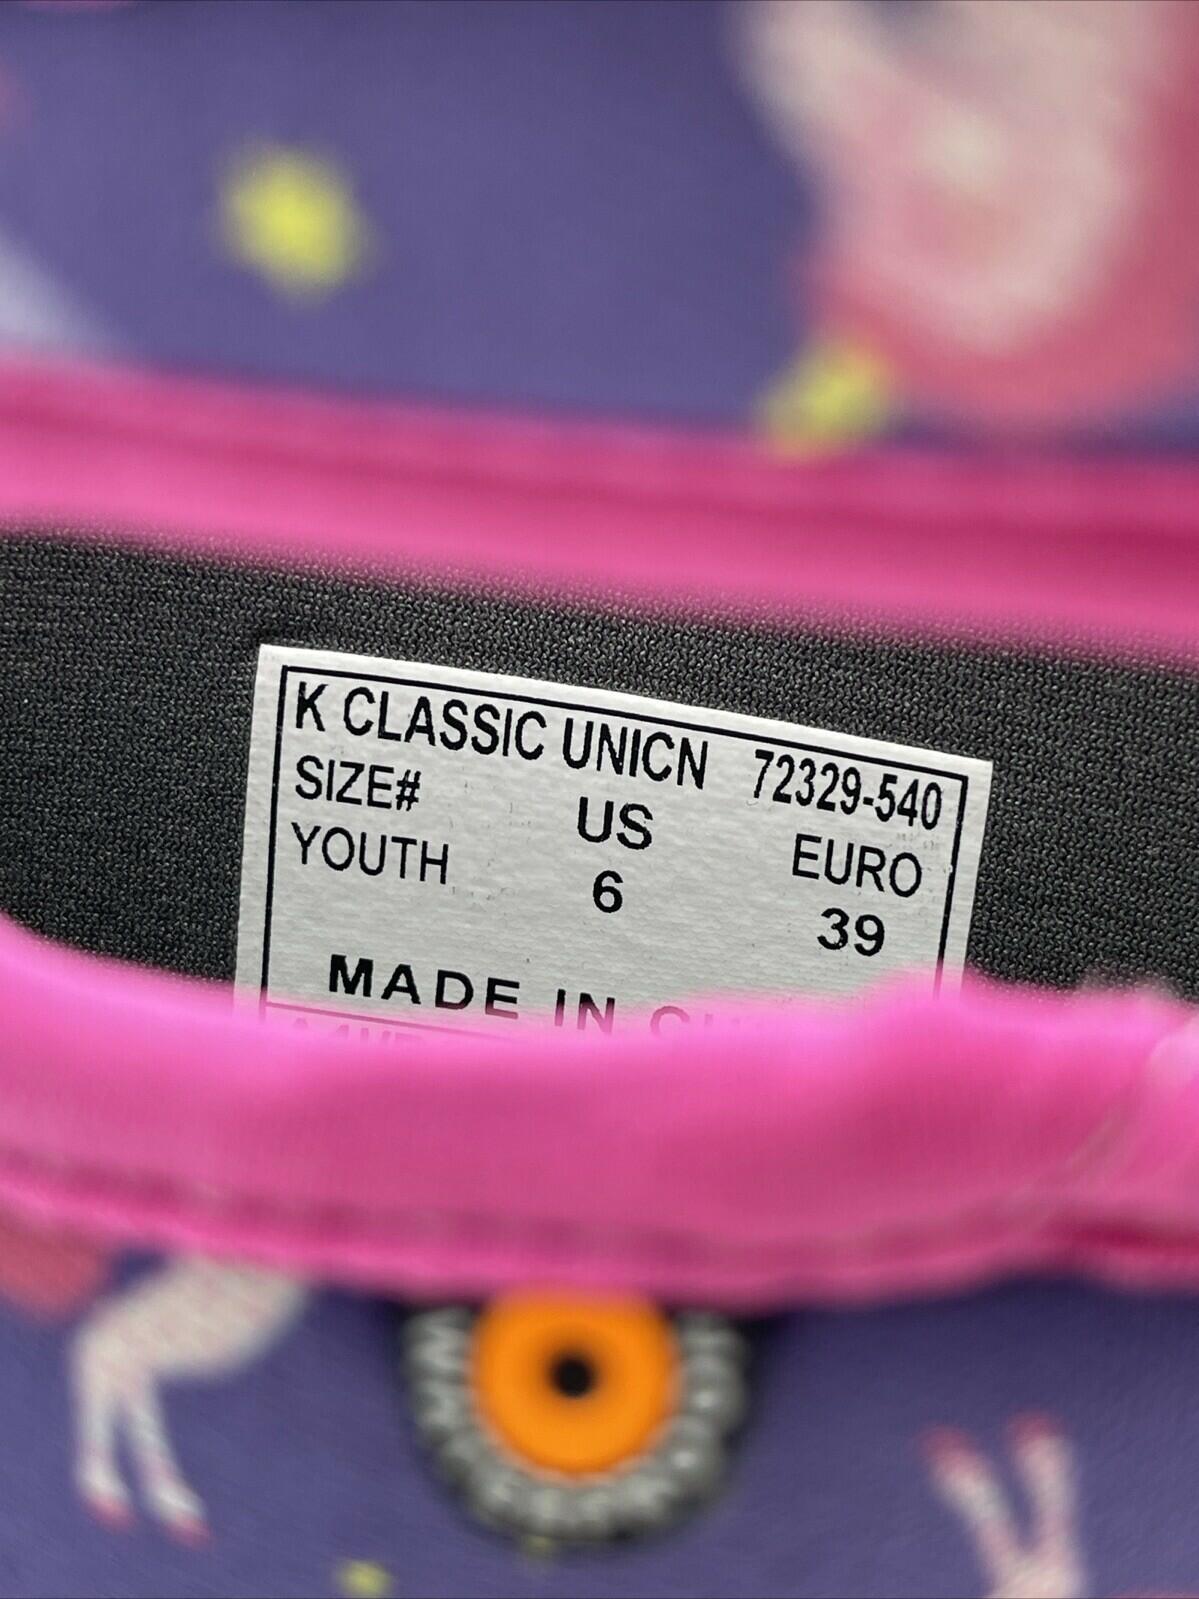 K CLASSIC UNICN 72329-540
SIZE# US EURO
YOUTH 6 39
MADE IN